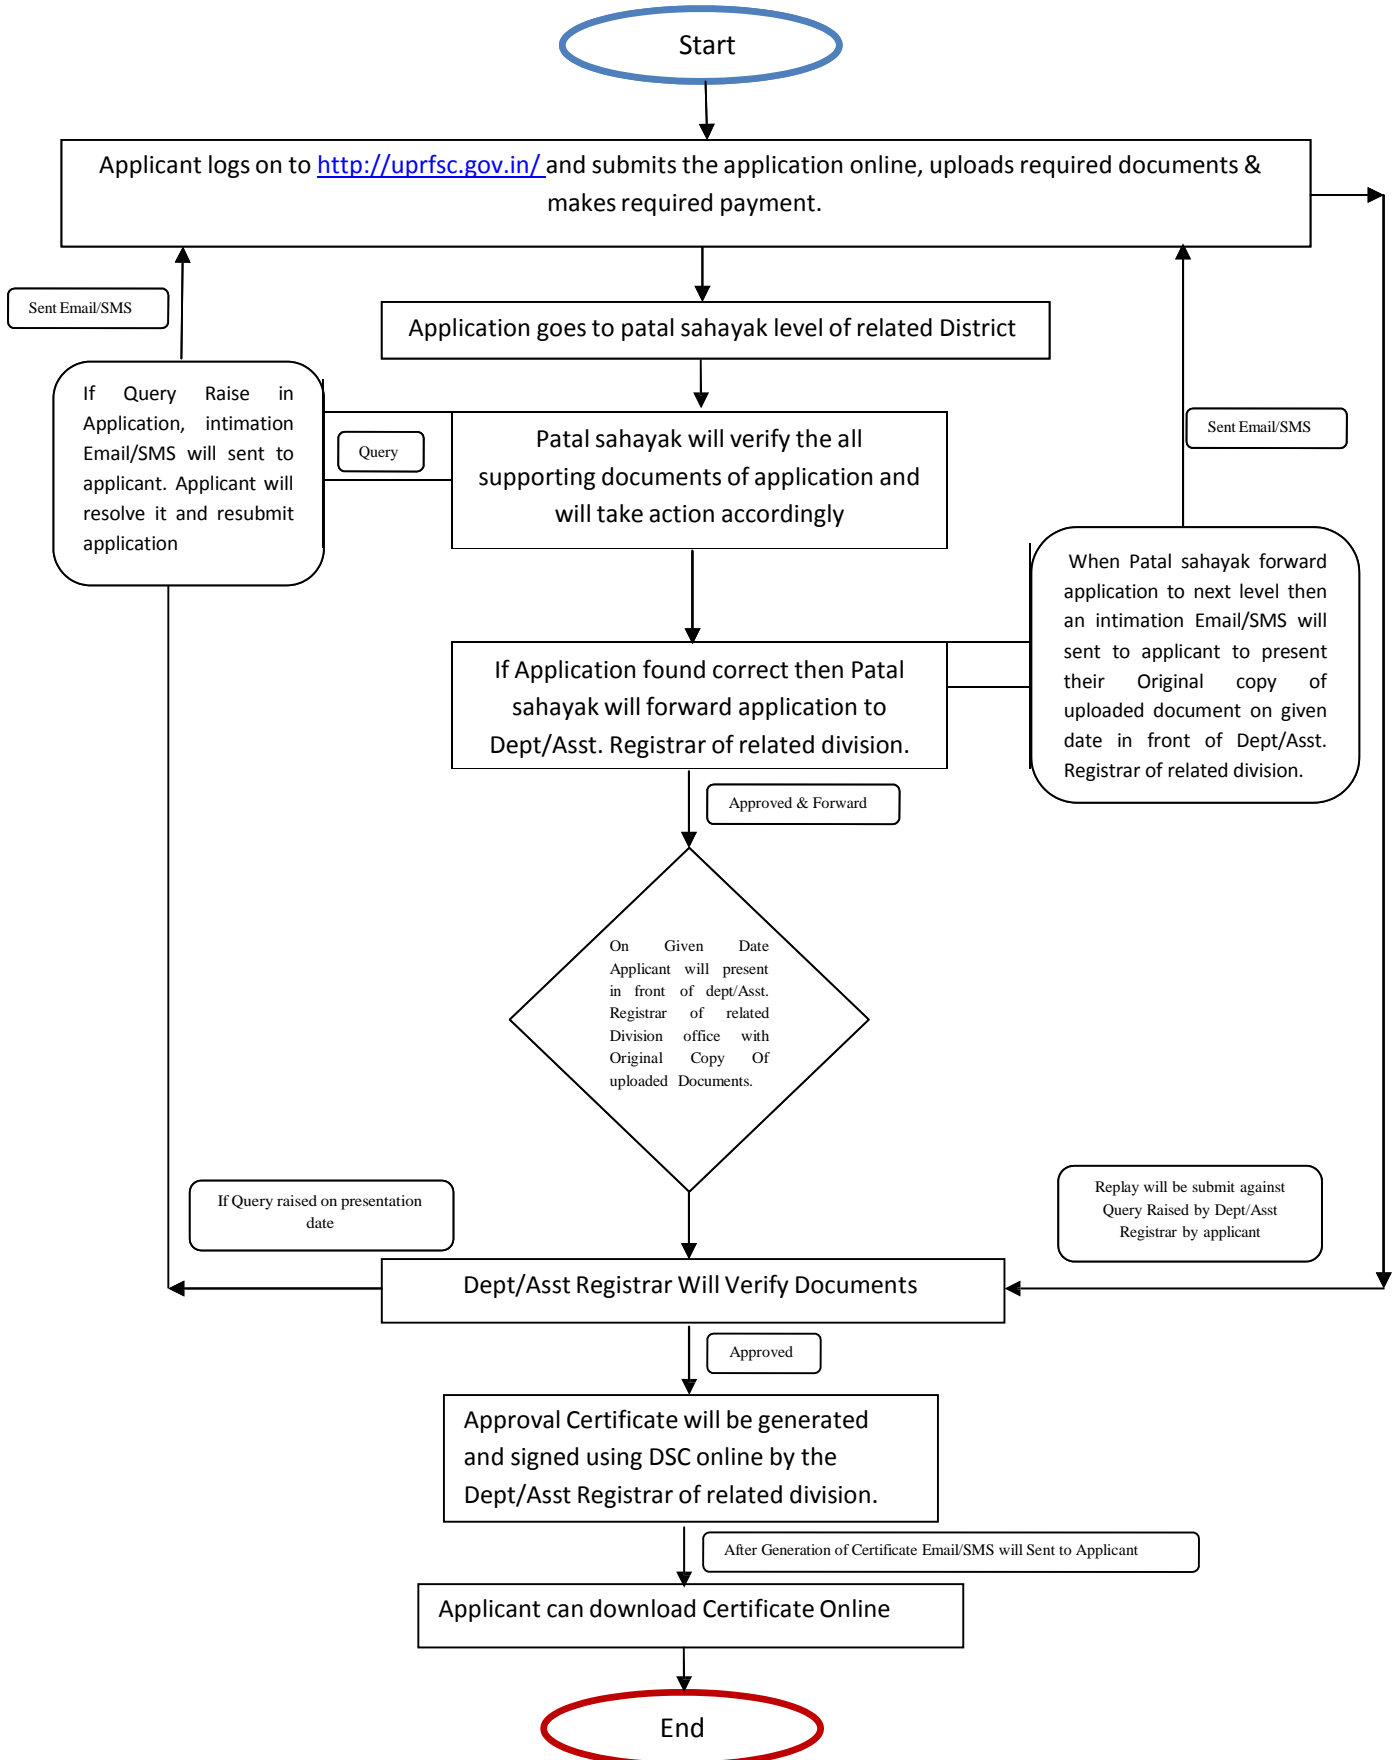 Start
Applicant logs on to http://uprfsc.gov.in/ and submits the application online, uploads required documents &
makes required payment.
Sent Email/SMS
Application goes to patal sahayak level of related District
If Query Raise in
Application, intimation
Email/SMS will sent to
applicant. Applicant will
resolve it and resubmit
application
Query
Patal sahayak will verify the all
supporting documents of application and
will take action accordingly
Sent Email/SMS
When Patal sahayak forward
application to next level then
an intimation Email/SMS will
sent to applicant to present
their Original copy of
uploaded document on given
date in front of Dept/Asst.
Registrar of related division.
If Application found correct then Patal
sahayak will forward application to
Dept/Asst. Registrar of related division.
Approved & Forward
On Given Date
Applicant will present
in front of dept/Asst.
Registrar of related
Division office with
Original Copy Of
uploaded Documents.
If Query raised on presentation
date
Replay will be submit against
Query Raised by Dept/Asst
Registrar by applicant
Dept/Asst Registrar Will Verify Documents
Approved
Approval Certificate will be generated
and signed using DSC online by the
Dept/Asst Registrar of related division.
After Generation of Certificate Email/SMS will Sent to Applicant
Applicant can download Certificate Online
End